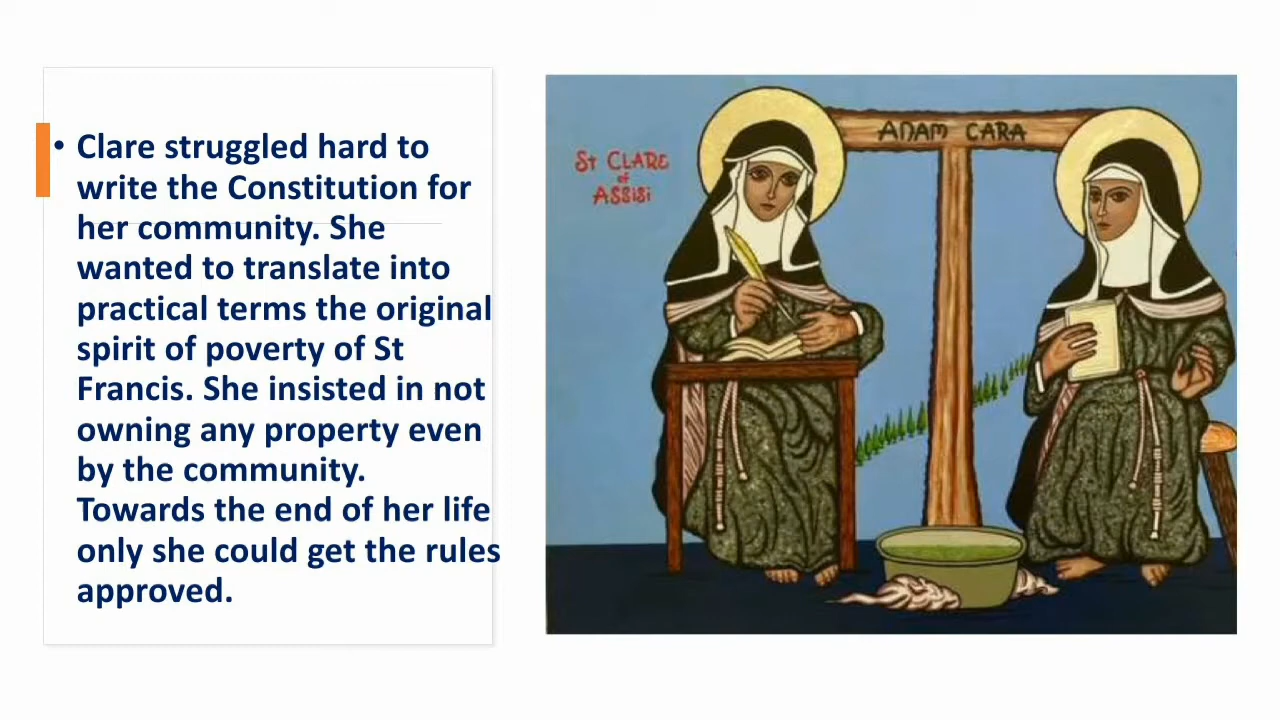 • Clare struggled hard to
write the Constitution for
her community. She
wanted to translate into
practical terms the original
spirit of poverty of St
Francis. She insisted in not
owning any property even
by the community.
Towards the end of her life
only she could get the rules
approved.
St CLARE
of
ASSISI
ANAM CARA